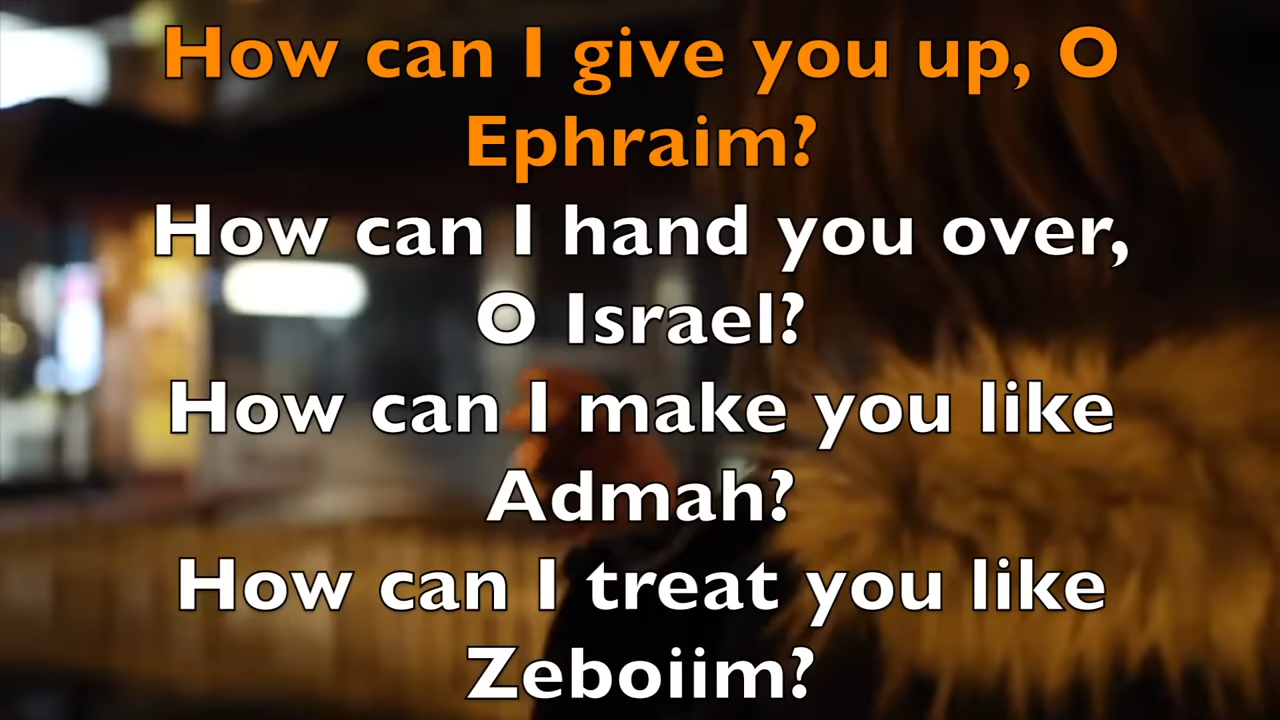 How can I give you up, O
Ephraim?
How can I hand you over,
O Israel?
How can I make you like
Admah?
How can I treat you like
Zeboiim?